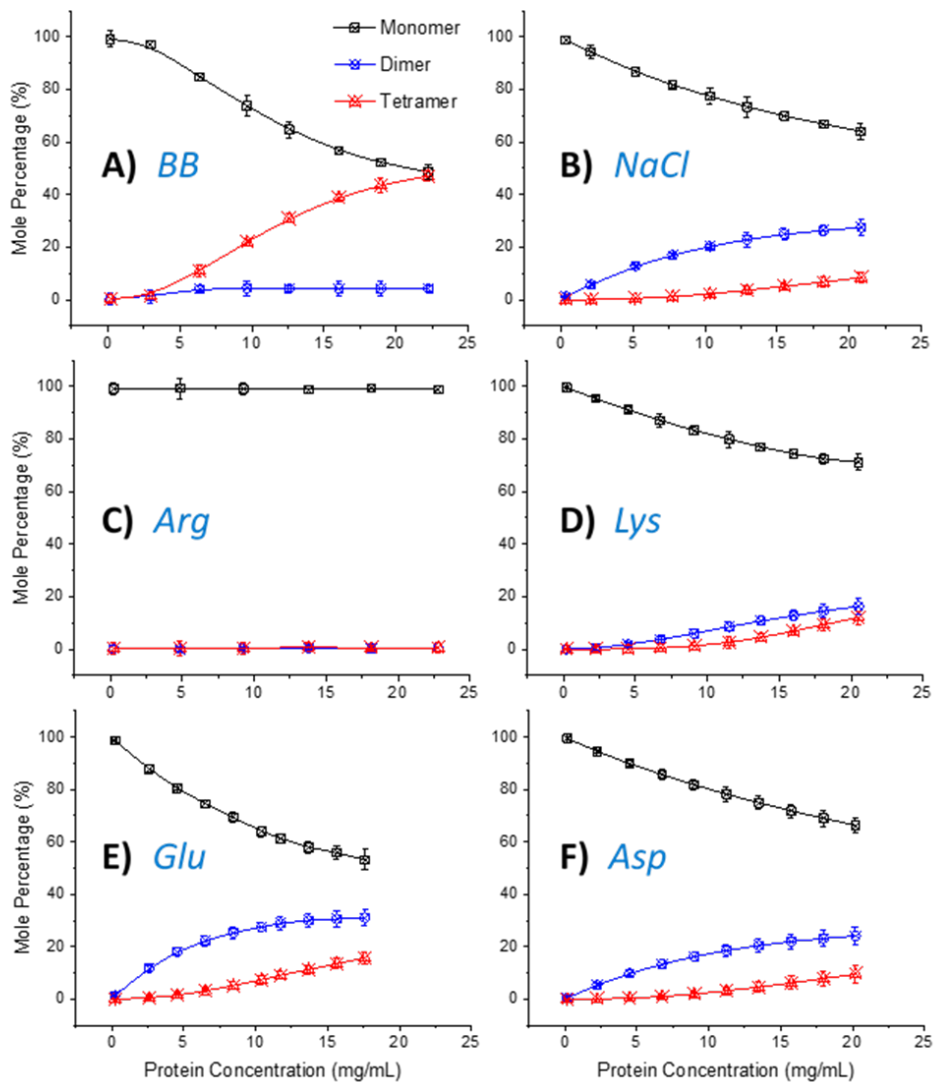 Monomer
Dimer
Tetramer
Mole Percentage (%)
100
80
60
40
20
0
A) BB
0 5 10 15 20 25
100
80
60
40
20
0
B) NaCl
0 5 10 15 20 25
Mole Percentage (%)
100
80
60
40
20
0
C) Arg
0 5 10 15 20 25
100
80
60
40
20
0
D) Lys
0 5 10 15 20 25
Mole Percentage (%)
100
80
60
40
20
0
E) Glu
0 5 10 15 20 25
Protein Concentration (mg/mL)
100
80
60
40
20
0
F) Asp
0 5 10 15 20 25
Protein Concentration (mg/mL)